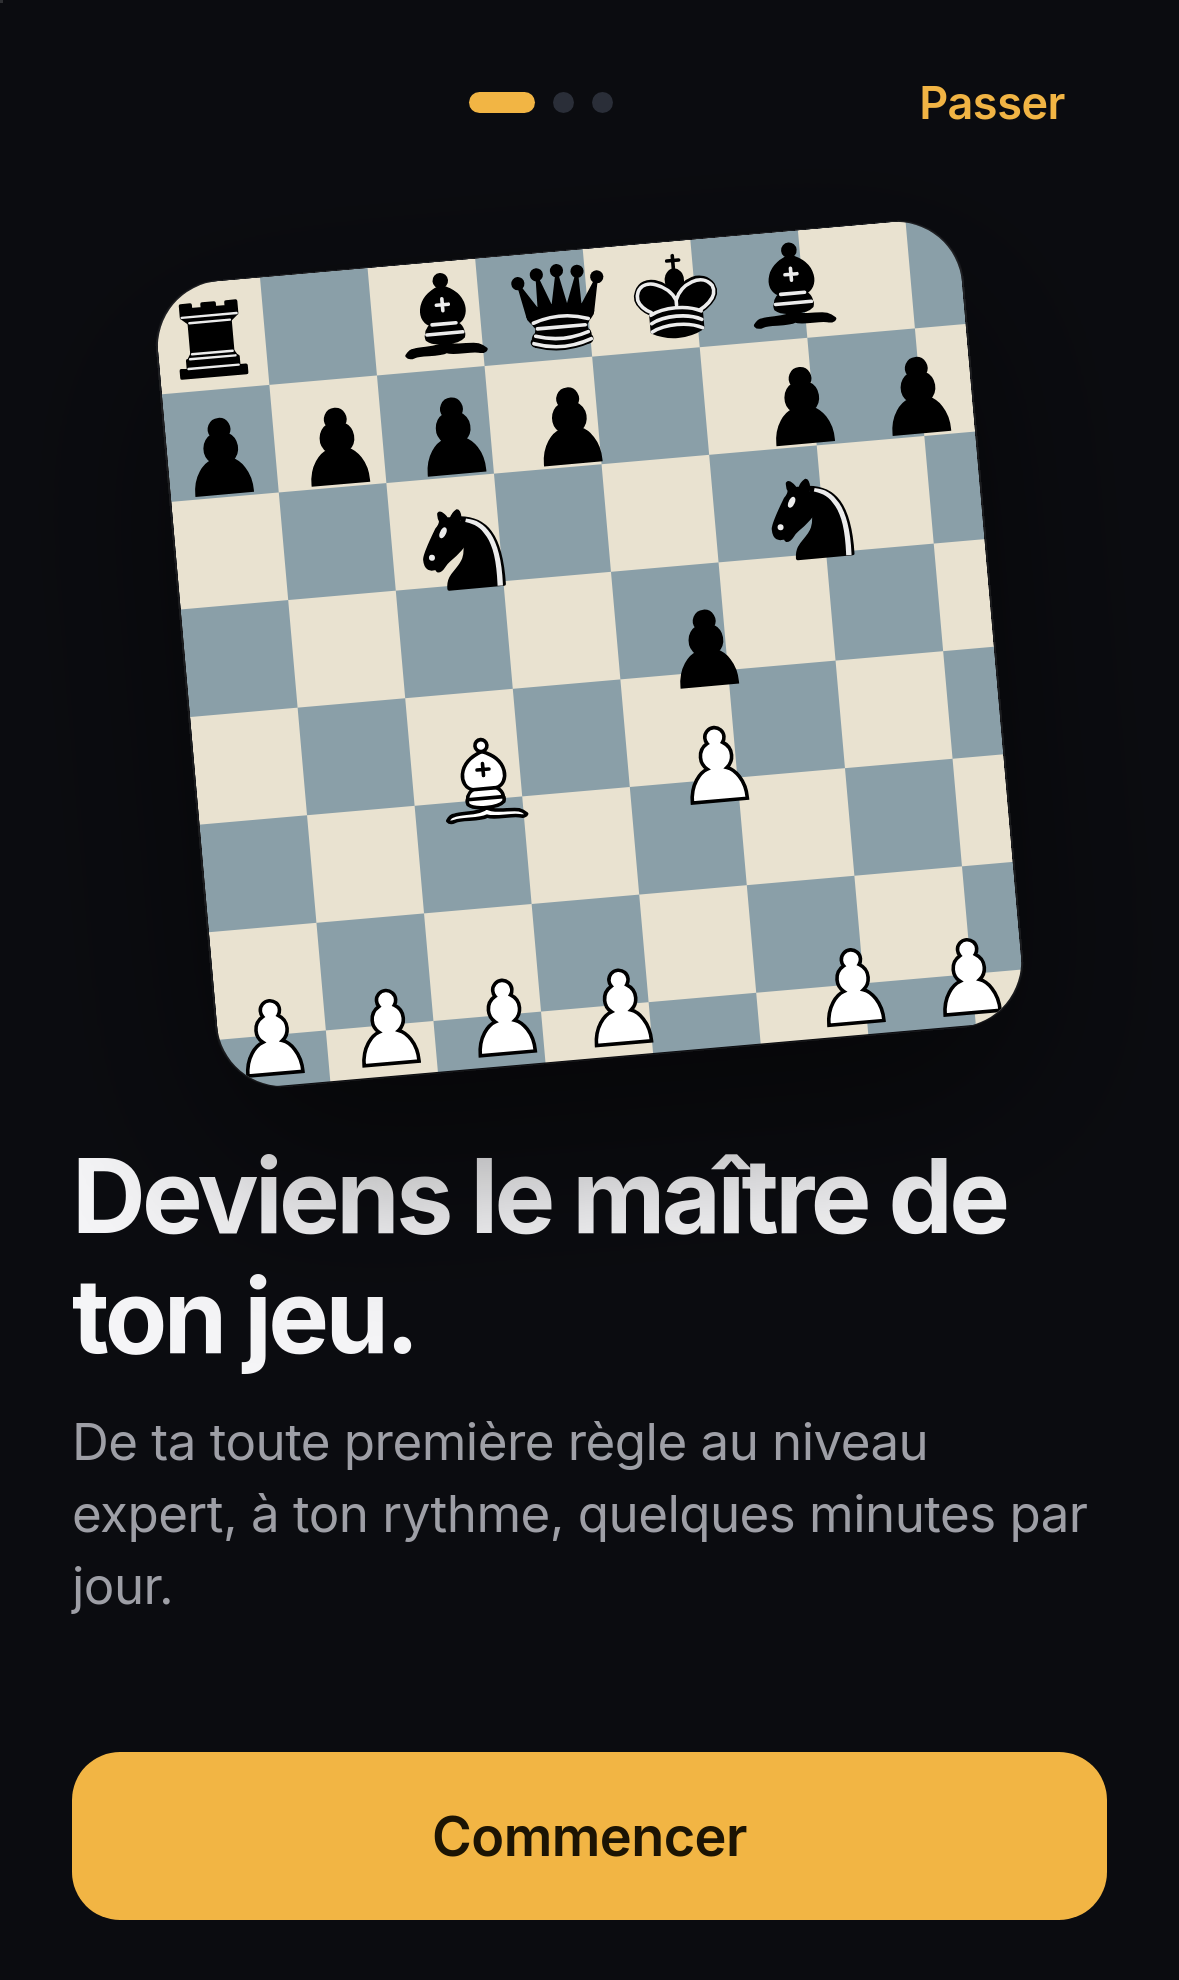 Passer
Deviens le maître de
ton jeu.
De ta toute première règle au niveau
expert, à ton rythme, quelques minutes par
jour.
Commencer